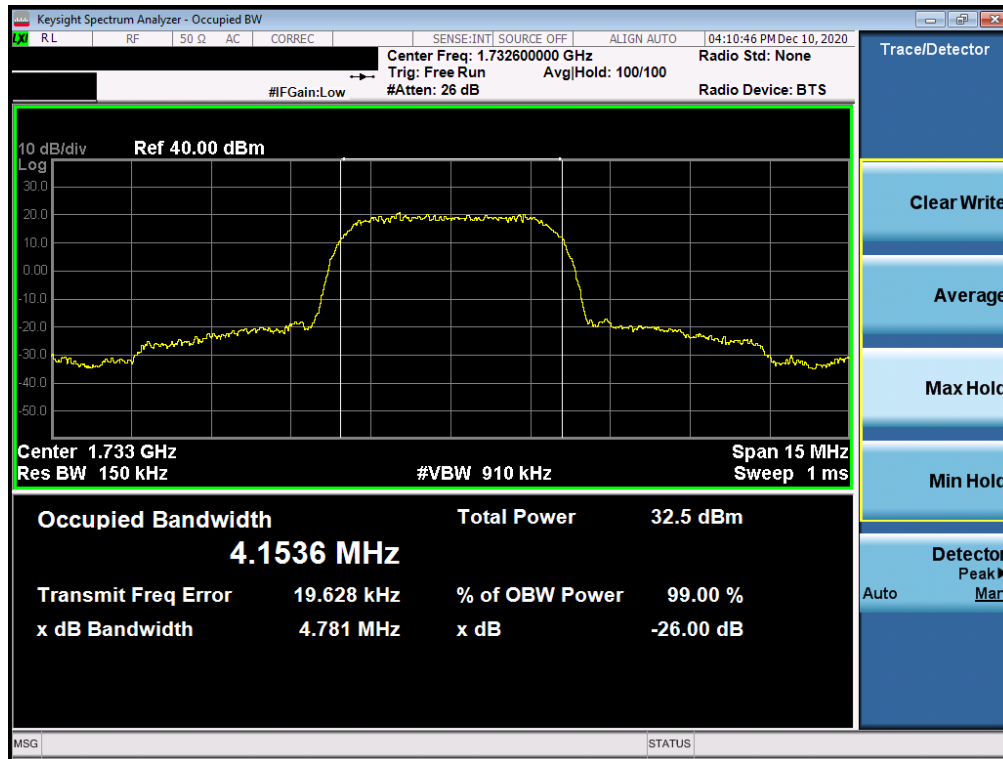 Keysight Spectrum Analyzer - Occupied BW
LXI RL RF 50 Ω AC CORREC SENSE:INT SOURCE OFF ALIGN AUTO 04:10:46 PM Dec 10, 2020
Center Freq: 1.732600000 GHz Radio Std: None
Trig: Free Run Avg|Hold: 100/100
#IFGain:Low #Atten: 26 dB Radio Device: BTS
10 dB/div Ref 40.00 dBm
Log
30.0
20.0
10.0
0.00
-10.0
-20.0
-30.0
-40.0
-50.0
Center 1.733 GHz Span 15 MHz
Res BW 150 kHz #VBW 910 kHz Sweep 1 ms
Occupied Bandwidth Total Power 32.5 dBm
4.1536 MHz
Transmit Freq Error 19.628 kHz % of OBW Power 99.00 %
x dB Bandwidth 4.781 MHz x dB -26.00 dB
Trace/Detector
Clear Write
Average
Max Hold
Min Hold
Detector
Peak
Auto Man
MSG STATUS